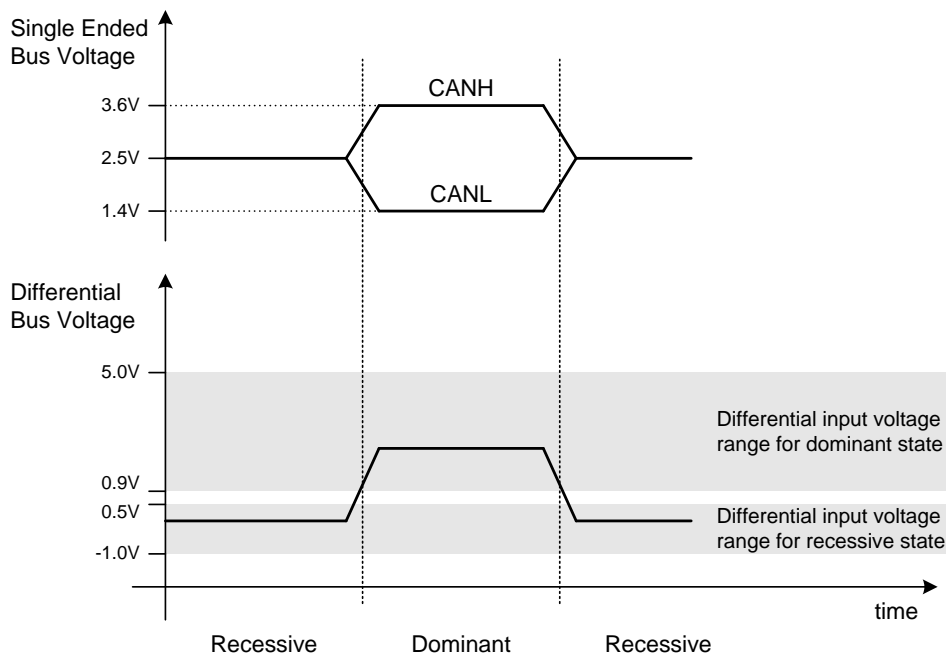 Single Ended
Bus Voltage
CANH
3.6V
2.5V
CANL
1.4V
Differential
Bus Voltage
5.0V
Differential input voltage
range for dominant state
0.9V
0.5V
Differential input voltage
range for recessive state
-1.0V
time
Recessive
Dominant
Recessive